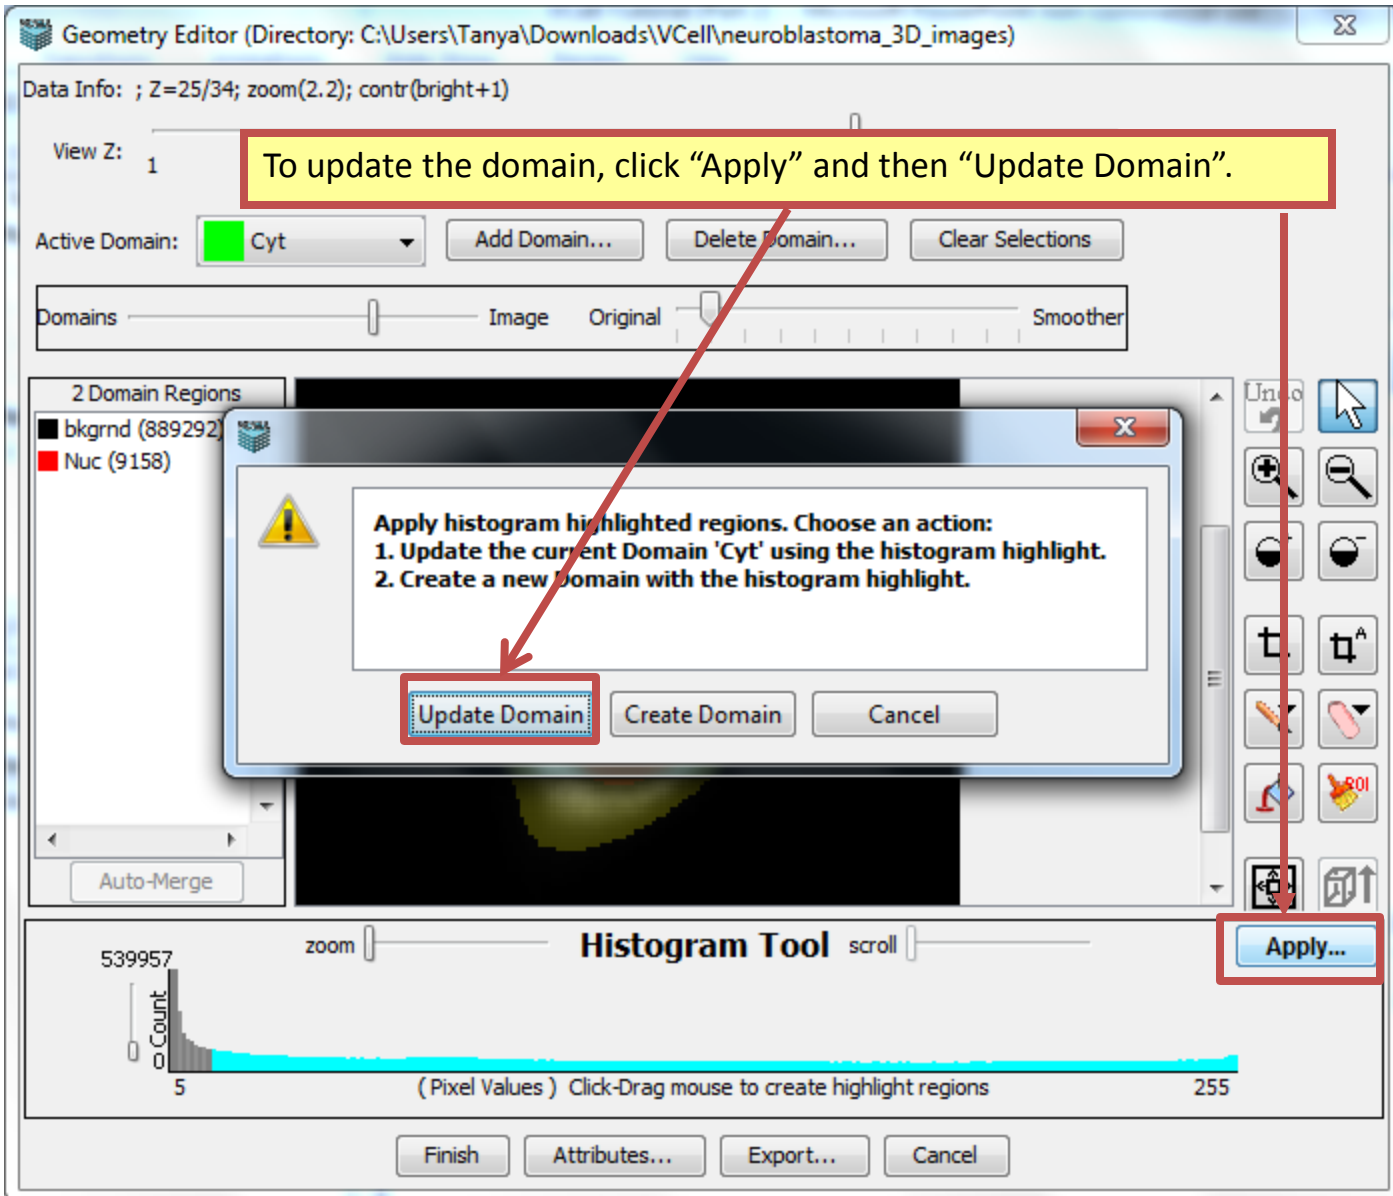 Geometry Editor (Directory: C:\Users\Tanya\Downloads\VCell\neuroblastoma_3D_images)
Data Info: ; Z=25/34; zoom(2.2); contr(bright+1)
View Z:
1
To update the domain, click “Apply” and then “Update Domain”.
Active Domain: Cyt Add Domain... Delete Domain... Clear Selections
Domains Image Original Smoother
2 Domain Regions
bkgrnd (889292)
Nuc (9158)
Undo
Apply histogram highlighted regions. Choose an action:
1. Update the current Domain 'Cyt' using the histogram highlight.
2. Create a new Domain with the histogram highlight.
Update Domain Create Domain Cancel
A
ROI
Auto-Merge
zoom Histogram Tool scroll Apply...
539957
0 Count
5 ( Pixel Values ) Click-Drag mouse to create highlight regions 255
Finish Attributes... Export... Cancel